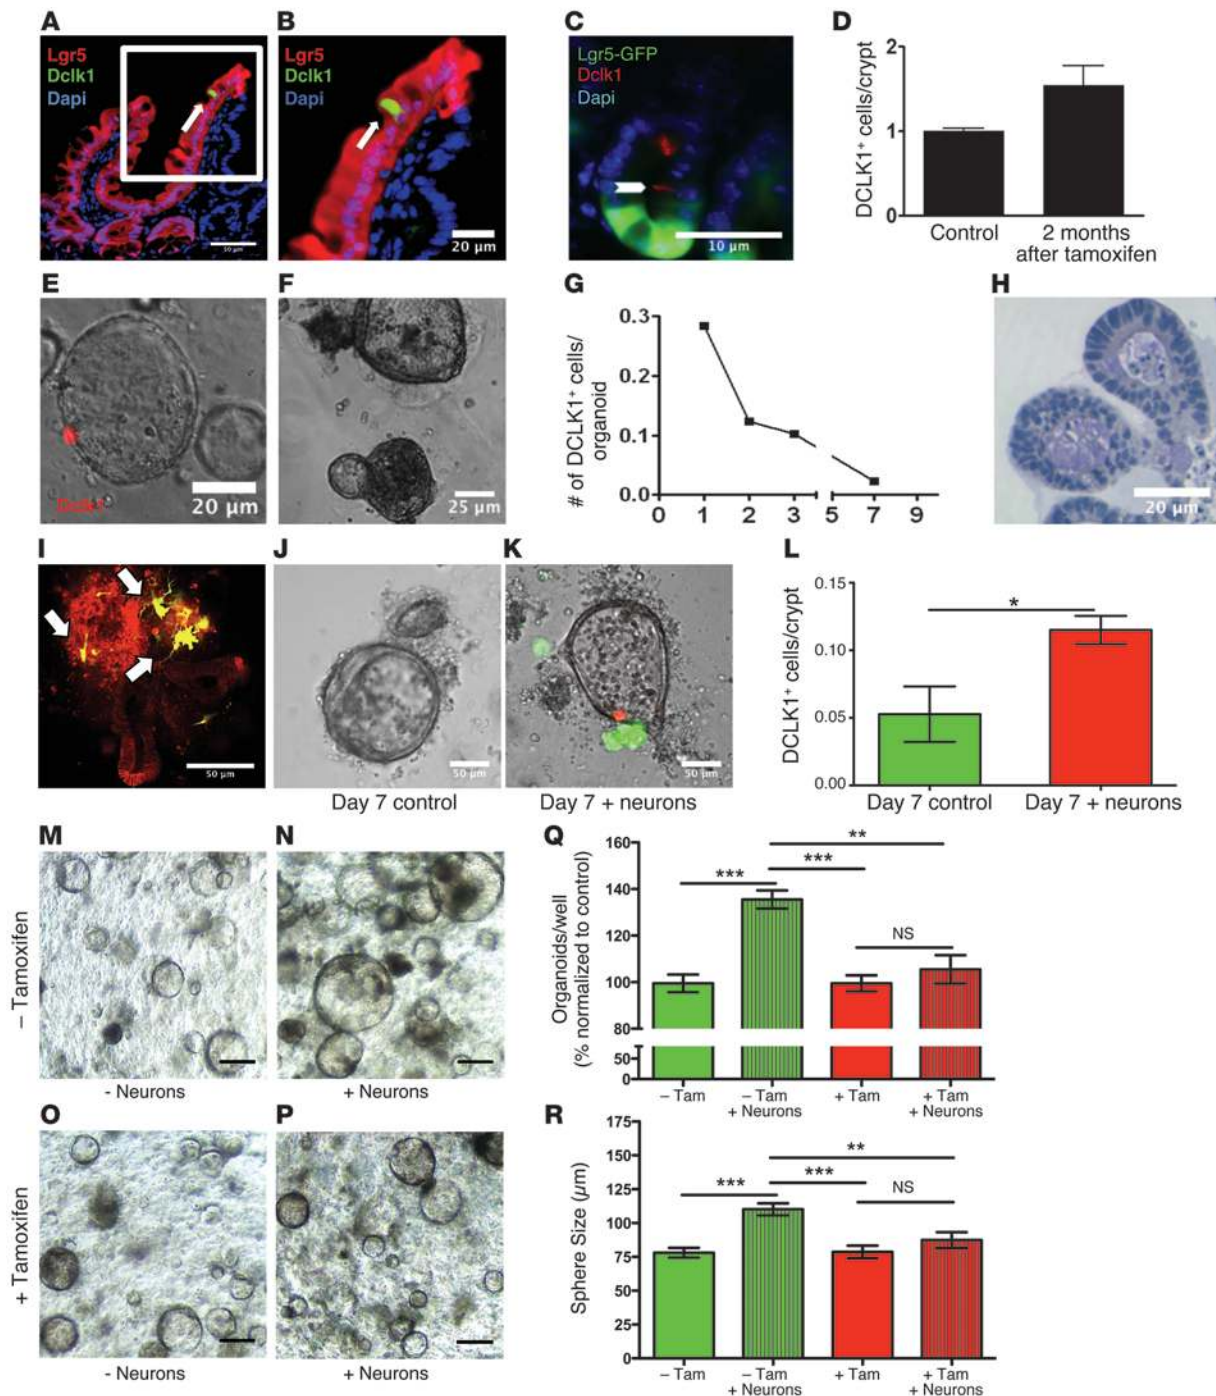 A
Lgr5
Dclk1
Dapi
50 µm
B
Lgr5
Dclk1
Dapi
20 µm
C
Lgr5-GFP
Dclk1
Dapi
10 µm
D
DCLK1⁺ cells/crypt
2
1
0
Control
2 months
after tamoxifen
E
Dclk1
20 µm
F
25 µm
G
# of DCLK1⁺ cells/
organoid
0.3
0.2
0.1
0.0
0 1 2 3 5 7 9
H
20 µm
I
50 µm
J
50 µm
Day 7 control
K
50 µm
Day 7 + neurons
L
DCLK1⁺ cells/crypt
0.15
0.10
0.05
0.00
*
Day 7 control
Day 7 + neurons
M
N
– Tamoxifen
- Neurons
+ Neurons
O
P
+ Tamoxifen
- Neurons
+ Neurons
Q
Organoids/well
(% normalized to control)
160
140
120
100
80
50
0
**
***
***
NS
– Tam
– Tam
+ Neurons
+ Tam
+ Tam
+ Neurons
R
Sphere Size (µm)
175
150
125
100
75
50
25
0
**
***
***
NS
– Tam
– Tam
+ Neurons
+ Tam
+ Tam
+ Neurons